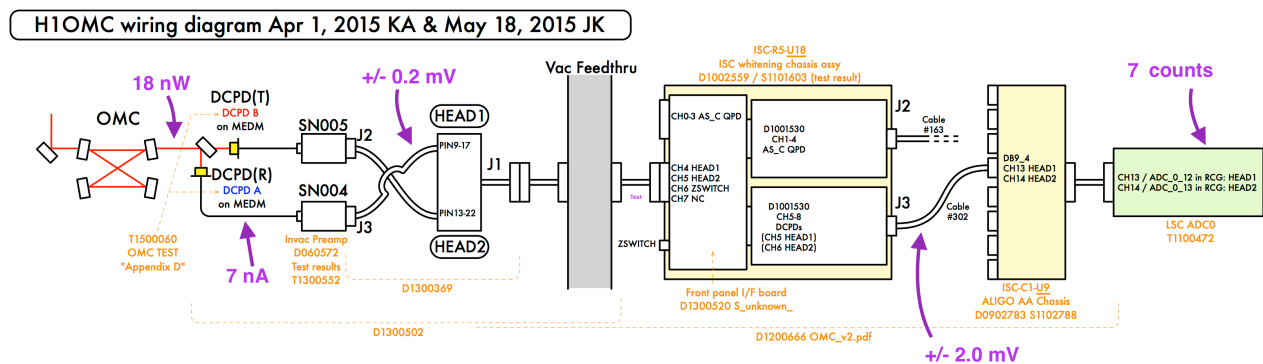 H1OMC wiring diagram Apr 1, 2015 KA & May 18, 2015 JK
18 nW
OMC
DCPD(T)
DCPD B
on MEDM
DCPD(R)
DCPD A
on MEDM
T1500060
OMC TEST
"Appendix D"
7 nA
SN005
J2
SN004
J3
Invac Preamp
D060572
Test results
T1300552
+/- 0.2 mV
HEAD1
PIN9-17
PIN13-22
HEAD2
J1
D1300369
D1300502
Vac Feedthru
Test
ISC-R5-U18
ISC whitening chassis assy
D1002559 / S1101603 (test result)
CH0-3 AS_C QPD
CH4 HEAD1
CH5 HEAD2
CH6 ZSWITCH
CH7 NC
ZSWITCH
D1001530
CH1-4
AS_C QPD
D1001530
CH5-8
DCPDs
(CH5 HEAD1)
(CH6 HEAD2)
Front panel I/F board
D1300520 S_unknown_
J2
Cable
#163
J3
Cable
#302
+/- 2.0 mV
D1200666 OMC_v2.pdf
DB9_4
CH13 HEAD1
CH14 HEAD2
ISC-C1-U9
ALIGO AA Chassis
D0902783 S1102788
7 counts
CH13 / ADC_0_12 in RCG: HEAD1
CH14 / ADC_0_13 in RCG: HEAD2
LSC ADC0
T1100472